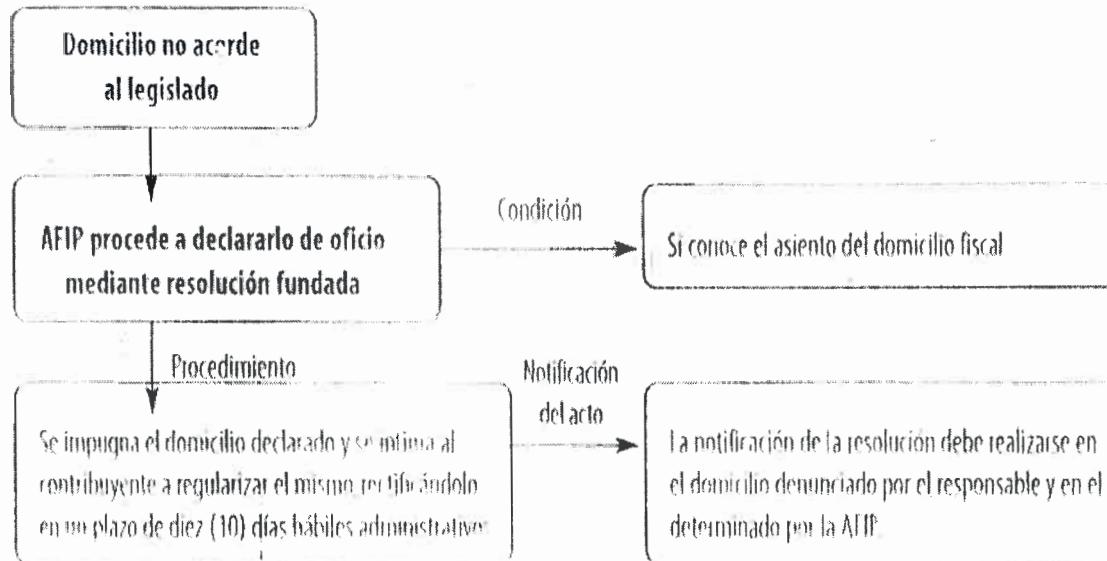 Domicilio no acorde
al legislado
AFIP procede a declararlo de oficio
mediante resolución fundada
Condición
Si conoce el asiento del domicilio fiscal
Procedimiento
Se impugna el domicilio declarado y se intima al
contribuyente a regularizar el mismo rectificándolo
en un plazo de diez (10) días hábiles administrativos
Notificación
del acto
La notificación de la resolución debe realizarse en
el domicilio denunciado por el responsable y en el
determinado por la AFIP